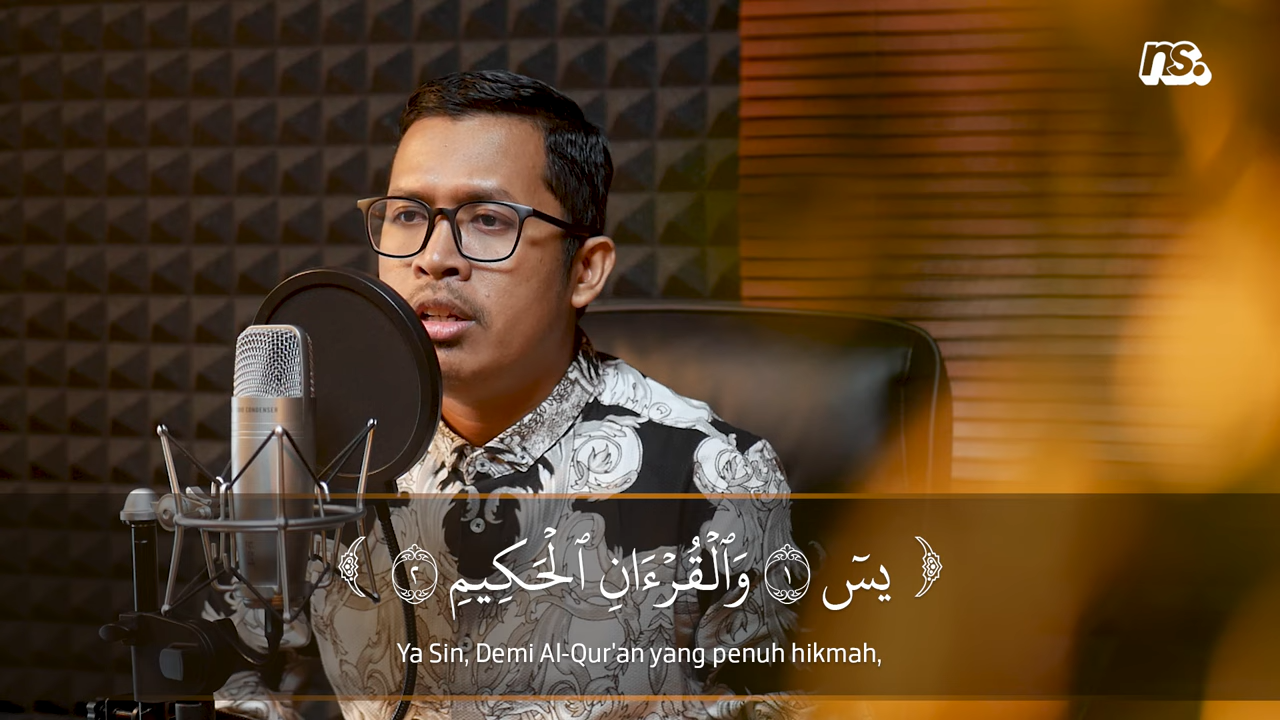 ns.
﴿ يسٓ ١ وَٱلْقُرْءَانِ ٱلْحَكِيمِ ٢ ﴾
Ya Sin, Demi Al-Qur'an yang penuh hikmah,